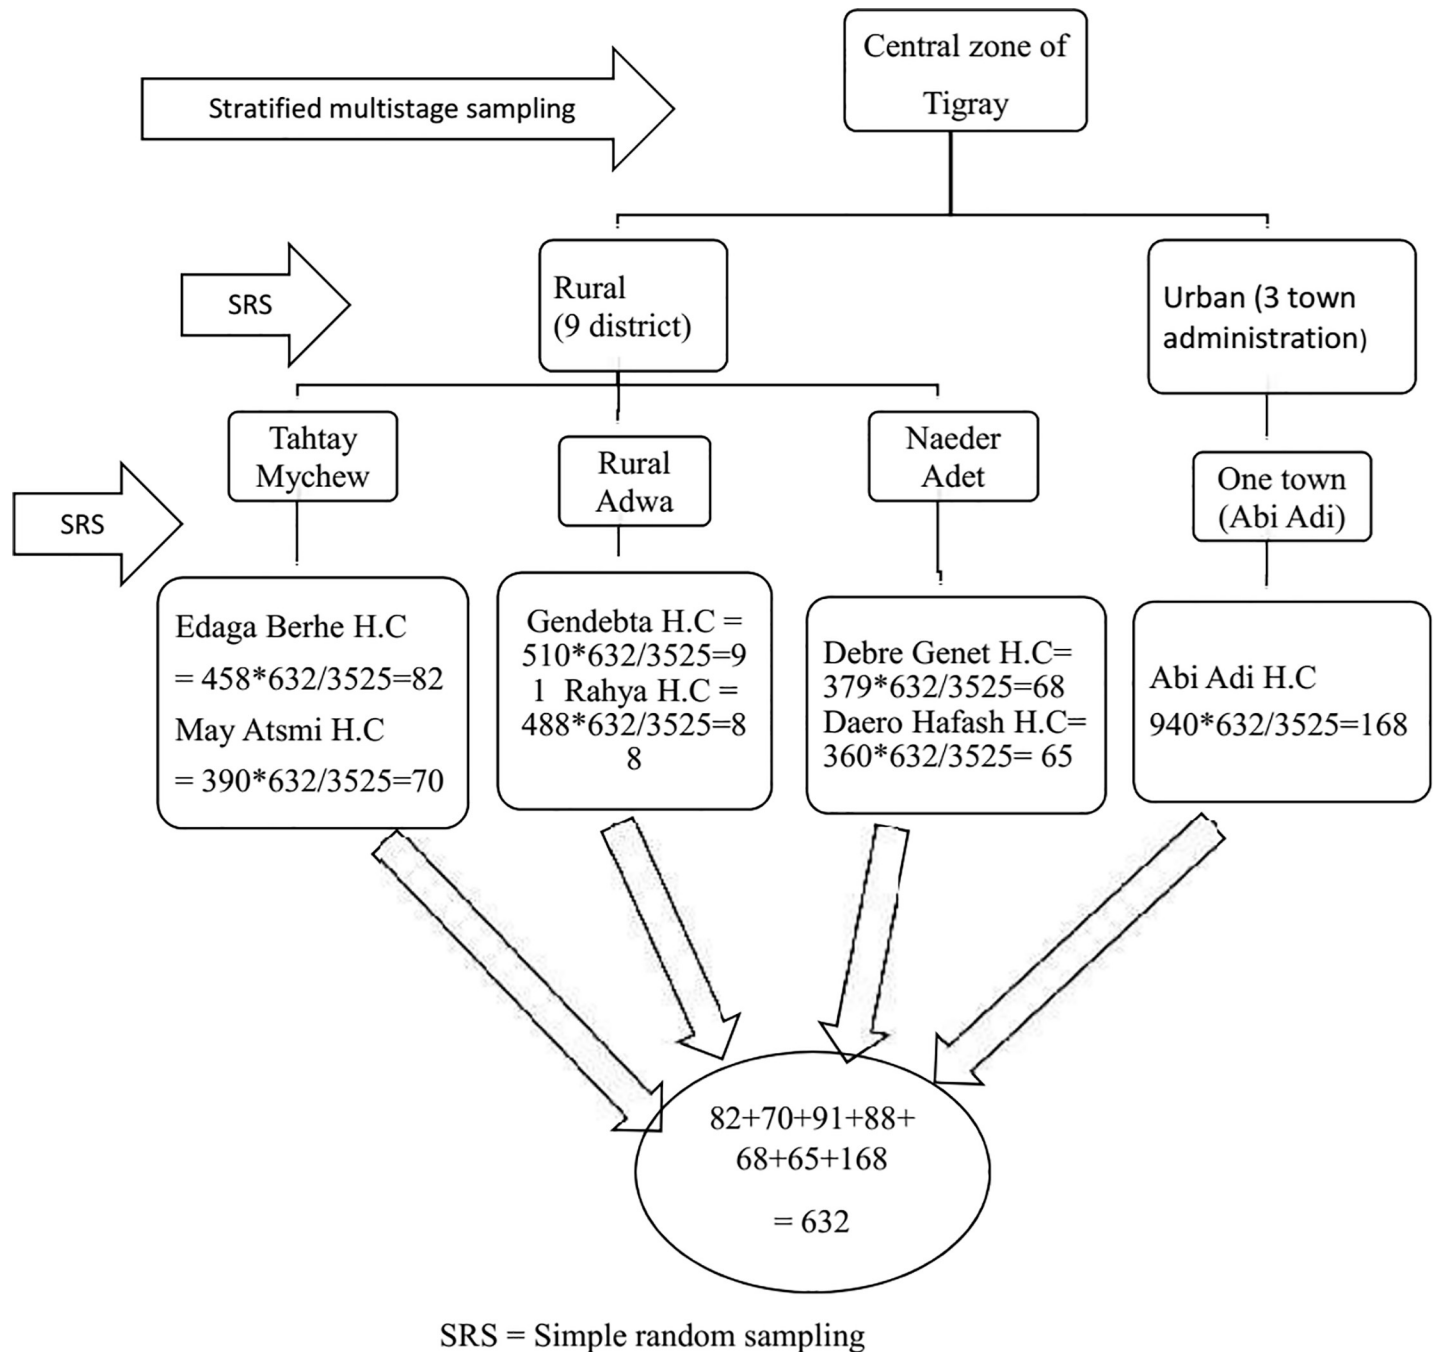 Central zone of
Tigray
Stratified multistage sampling
SRS
Rural
(9 district)
Urban (3 town
administration)
SRS
Tahtay
Mychew
Rural
Adwa
Naeder
Adet
One town
(Abi Adi)
Edaga Berhe H.C
= 458*632/3525=82
May Atsmi H.C
= 390*632/3525=70
Gendebta H.C =
510*632/3525=9
1 Rahya H.C =
488*632/3525=8
8
Debre Genet H.C=
379*632/3525=68
Daero Hafash H.C=
360*632/3525= 65
Abi Adi H.C
940*632/3525=168
82+70+91+88+
68+65+168
= 632
SRS = Simple random sampling